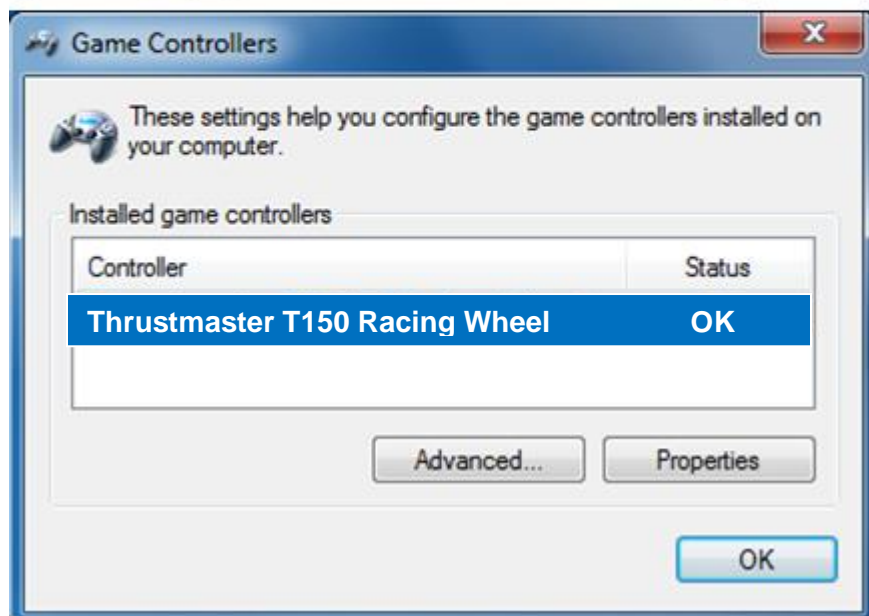 Game Controllers
These settings help you configure the game controllers installed on
your computer.
Installed game controllers
Controller Status
Thrustmaster T150 Racing Wheel OK
Advanced... Properties
OK